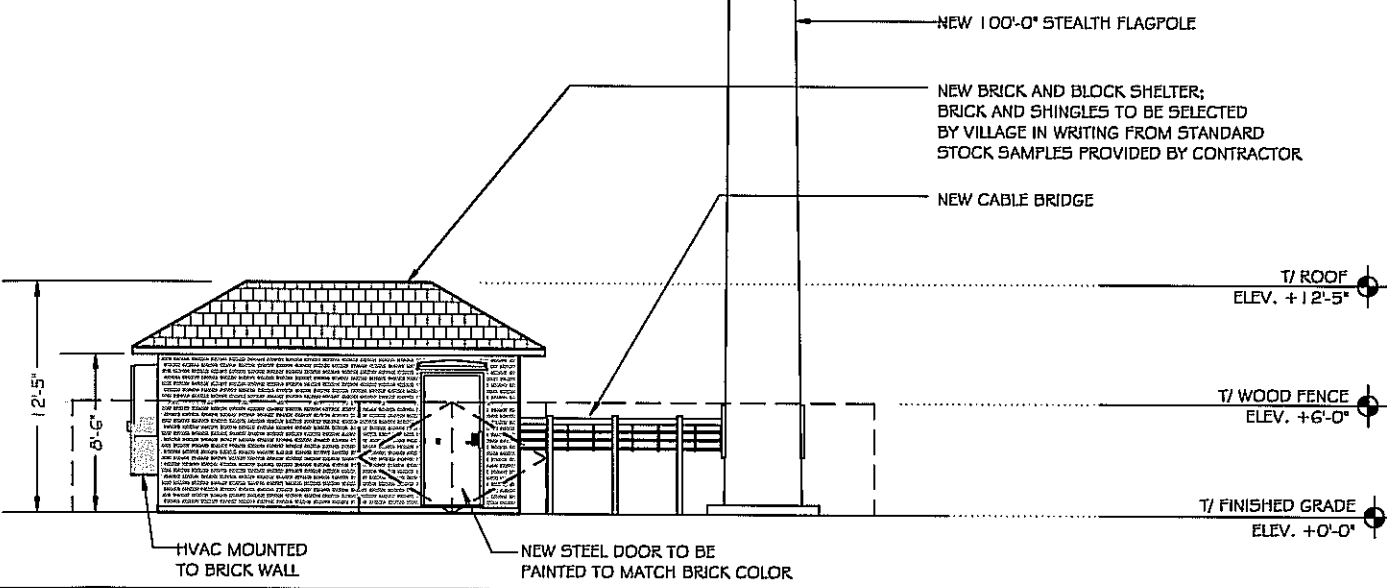 NEW 100'-0" STEALTH FLAGPOLE
NEW BRICK AND BLOCK SHELTER;
BRICK AND SHINGLES TO BE SELECTED
BY VILLAGE IN WRITING FROM STANDARD
STOCK SAMPLES PROVIDED BY CONTRACTOR
NEW CABLE BRIDGE
T/ ROOF
ELEV. +12'-5"
12'-5"
8'-6"
T/ WOOD FENCE
ELEV. +6'-0"
T/ FINISHED GRADE
ELEV. +0'-0"
HVAC MOUNTED
TO BRICK WALL
NEW STEEL DOOR TO BE
PAINTED TO MATCH BRICK COLOR